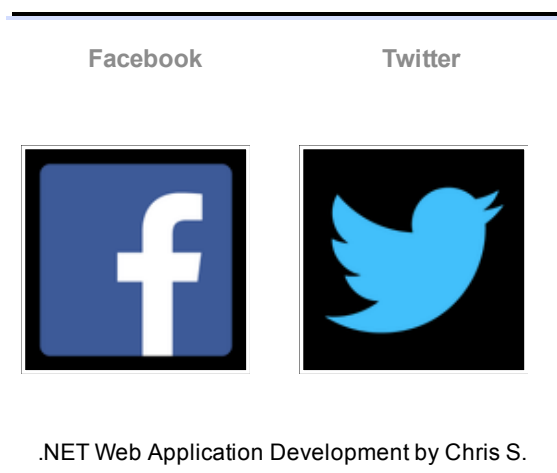 Facebook Twitter
f
.NET Web Application Development by Chris S.